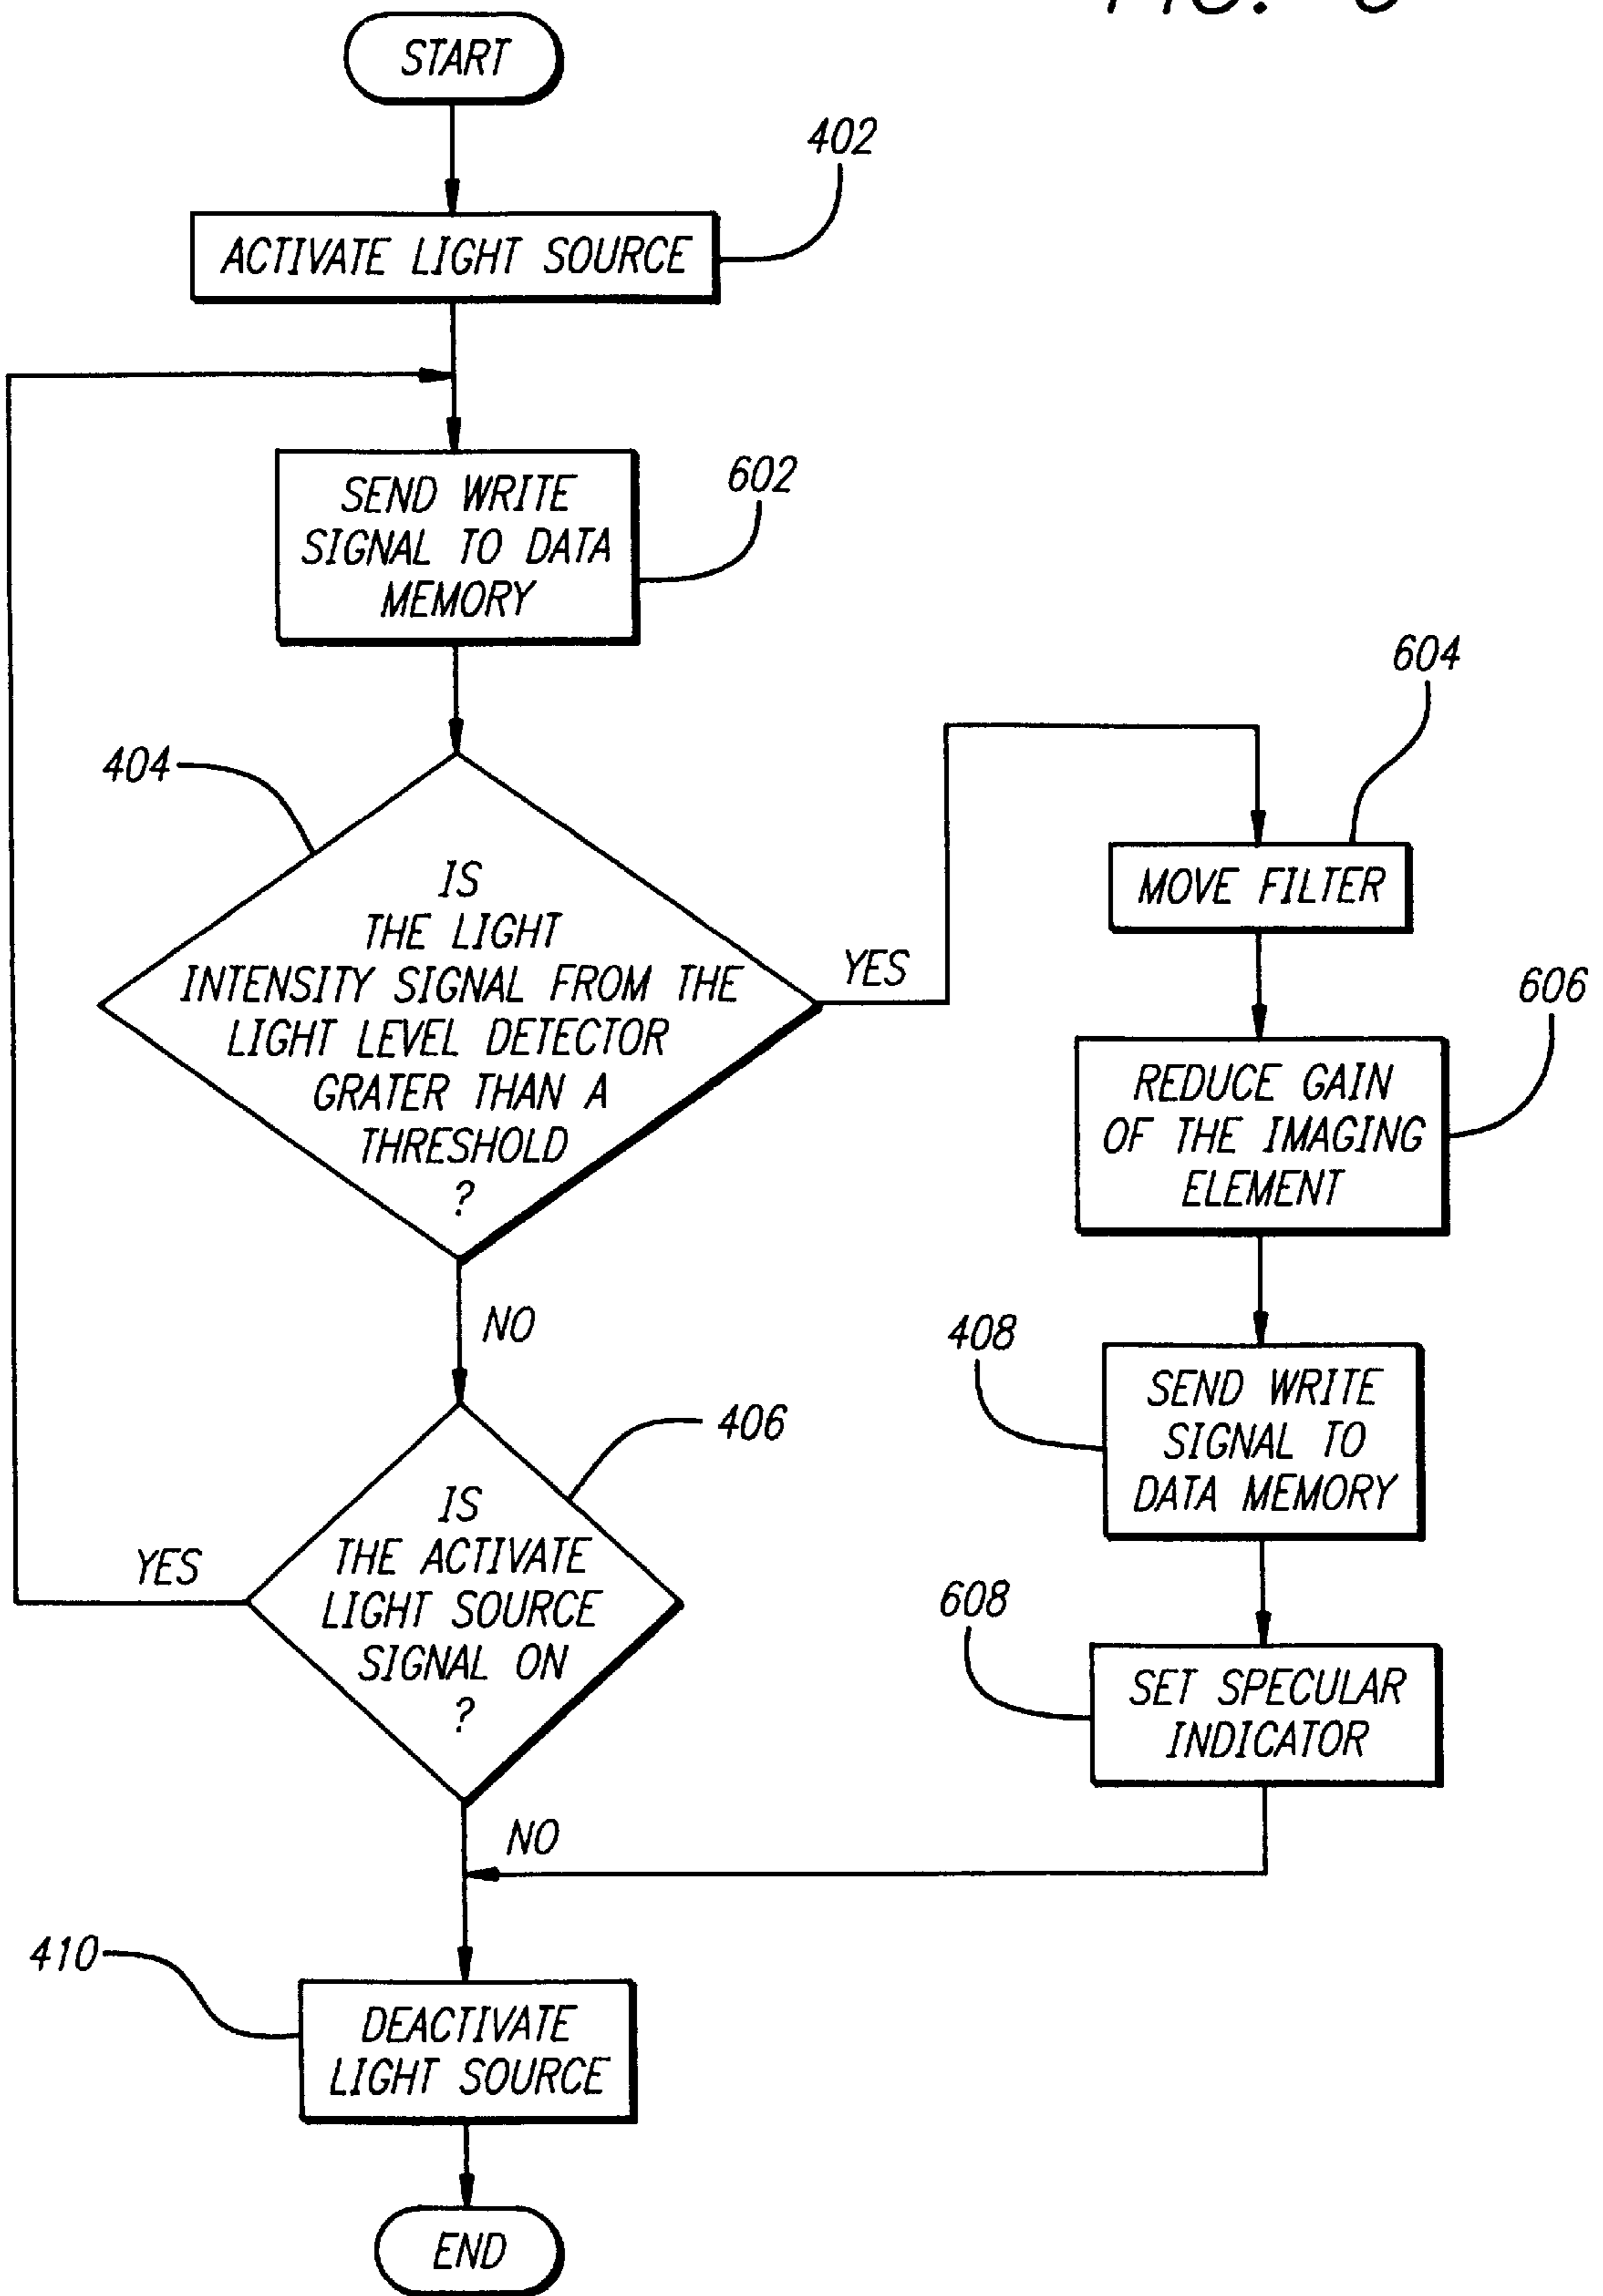 START
402
ACTIVATE LIGHT SOURCE
602
SEND WRITE
SIGNAL TO DATA
MEMORY
604
404
MOVE FILTER
IS
THE LIGHT
INTENSITY SIGNAL FROM THE
LIGHT LEVEL DETECTOR
GRATER THAN A
THRESHOLD
?
YES
606
REDUCE GAIN
OF THE IMAGING
ELEMENT
NO
408
SEND WRITE
SIGNAL TO
DATA MEMORY
406
IS
THE ACTIVATE
LIGHT SOURCE
SIGNAL ON
?
YES
608
SET SPECULAR
INDICATOR
NO
410
DEACTIVATE
LIGHT SOURCE
END